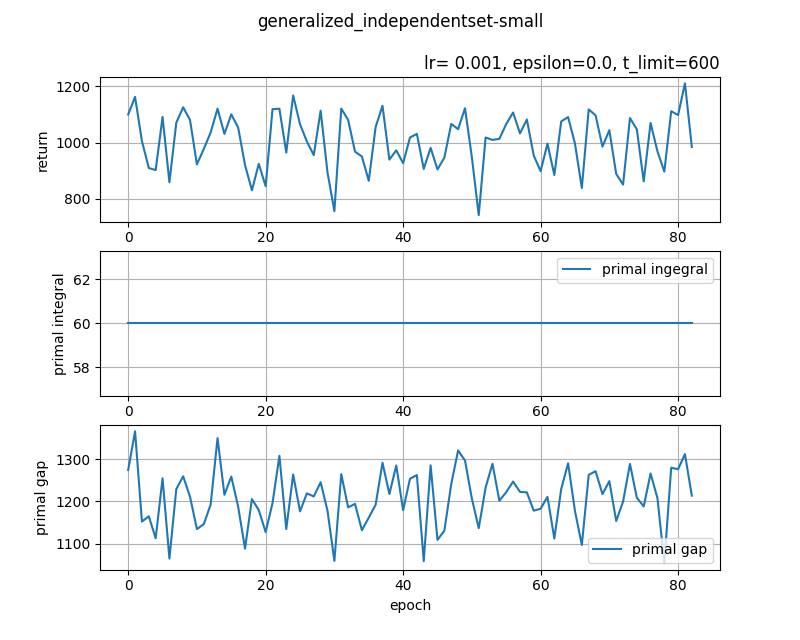 generalized_independentset-small
lr= 0.001, epsilon=0.0, t_limit=600
return
1200
1000
800
0 20 40 60 80
primal integral
62
60
58
primal ingegral
0 20 40 60 80
primal gap
1300
1200
1100
primal gap
0 20 40 60 80
epoch